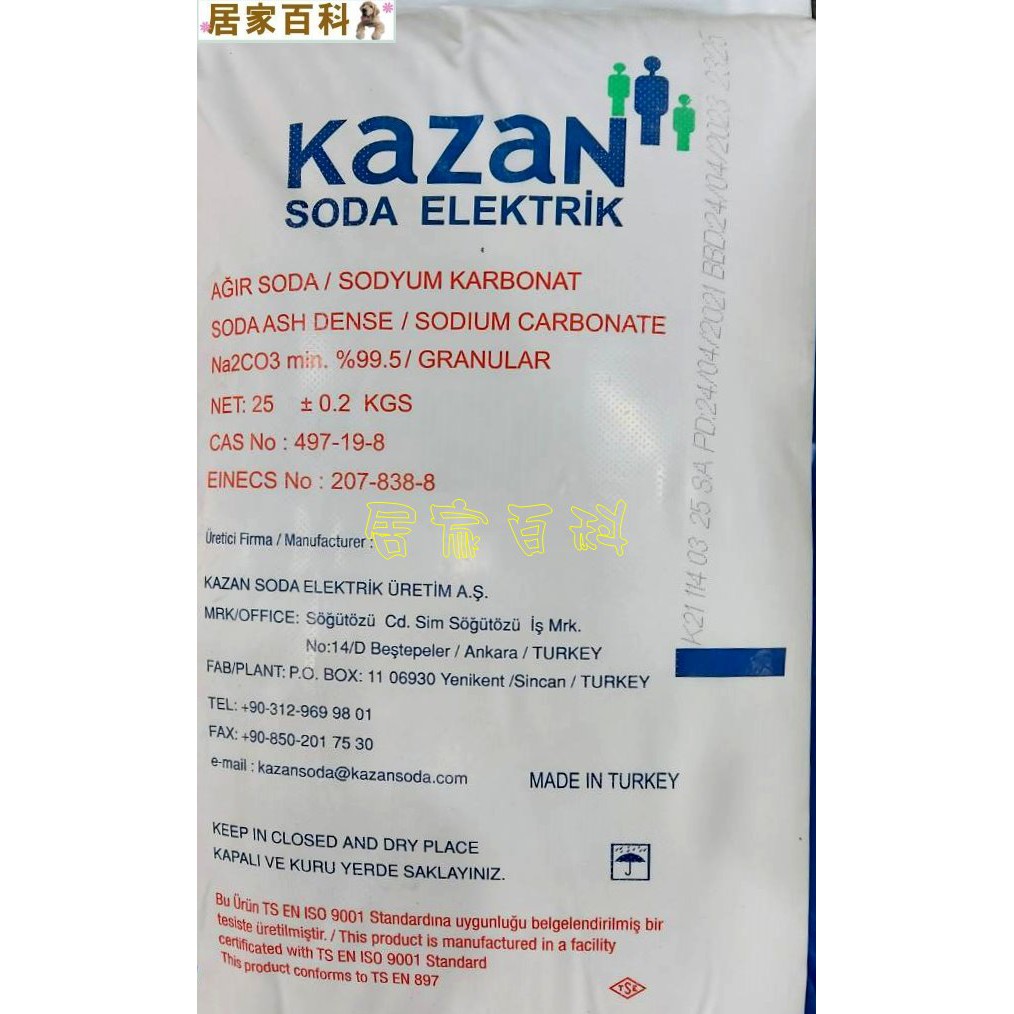 居家百科
KAZAN
SODA ELEKTRİK
AĞIR SODA / SODYUM KARBONAT
SODA ASH DENSE / SODIUM CARBONATE
Na2CO3 min. %99.5 / GRANULAR
NET: 25 ± 0.2 KGS
CAS No : 497-19-8
EINECS No : 207-838-8
居家百科
Üretici Firma / Manufacturer :
KAZAN SODA ELEKTRİK ÜRETİM A.Ş.
MRK/OFFICE: Söğütözü Cd. Sim Söğütözü İş Mrk.
No:14/D Beştepeler / Ankara / TURKEY
FAB/PLANT: P.O. BOX: 11 06930 Yenikent /Sincan / TURKEY
TEL: +90-312-969 98 01
FAX: +90-850-201 75 30
e-mail : kazansoda@kazansoda.com
MADE IN TURKEY
KEEP IN CLOSED AND DRY PLACE
KAPALI VE KURU YERDE SAKLAYINIZ.
Bu Ürün TS EN ISO 9001 Standardına uygunluğu belgelendirilmiş bir
tesiste üretilmiştir. / This product is manufactured in a facility
certificated with TS EN ISO 9001 Standard
This product conforms to TS EN 897
TSE
K21 114 03 25 SA PD:24/04/2021 BBD:24/04/2023 23:25